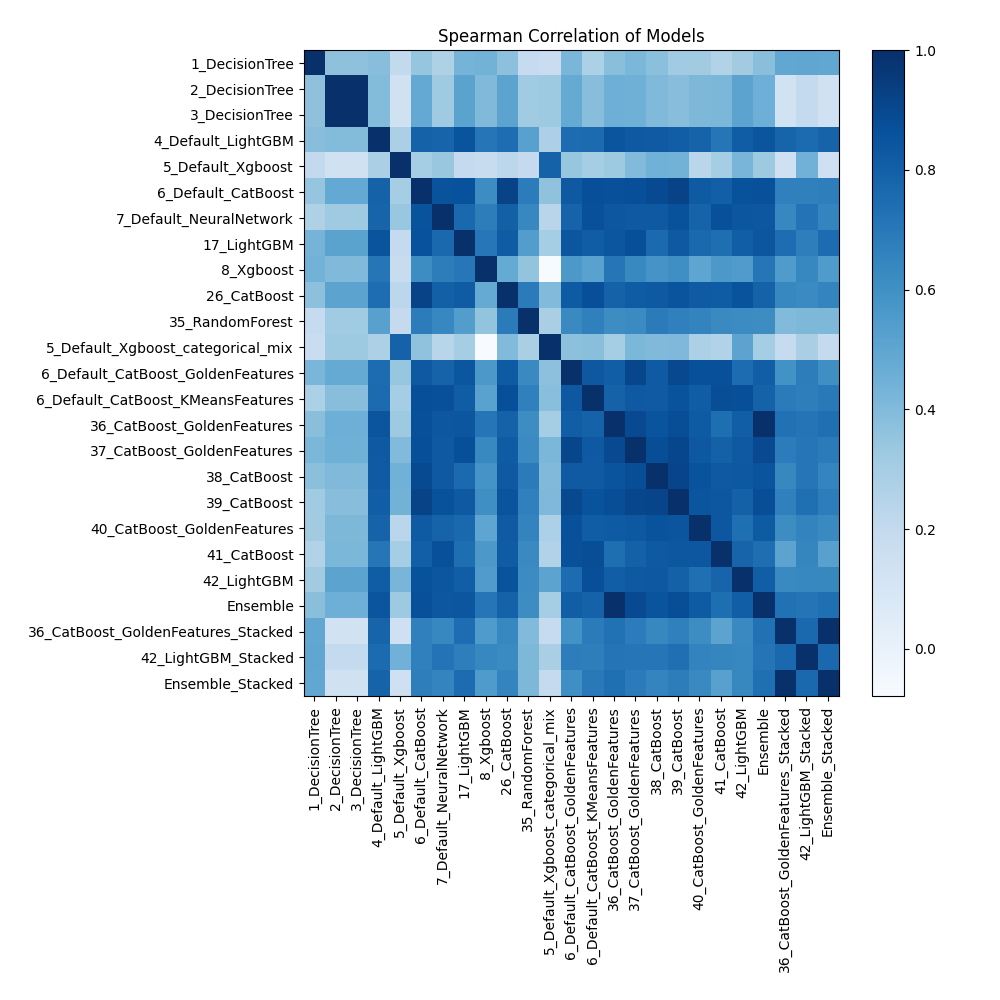 Spearman Correlation of Models
1_DecisionTree
2_DecisionTree
3_DecisionTree
4_Default_LightGBM
5_Default_Xgboost
6_Default_CatBoost
7_Default_NeuralNetwork
17_LightGBM
8_Xgboost
26_CatBoost
35_RandomForest
5_Default_Xgboost_categorical_mix
6_Default_CatBoost_GoldenFeatures
6_Default_CatBoost_KMeansFeatures
36_CatBoost_GoldenFeatures
37_CatBoost_GoldenFeatures
38_CatBoost
39_CatBoost
40_CatBoost_GoldenFeatures
41_CatBoost
42_LightGBM
Ensemble
36_CatBoost_GoldenFeatures_Stacked
42_LightGBM_Stacked
Ensemble_Stacked
1_DecisionTree
2_DecisionTree
3_DecisionTree
4_Default_LightGBM
5_Default_Xgboost
6_Default_CatBoost
7_Default_NeuralNetwork
17_LightGBM
8_Xgboost
26_CatBoost
35_RandomForest
5_Default_Xgboost_categorical_mix
6_Default_CatBoost_GoldenFeatures
6_Default_CatBoost_KMeansFeatures
36_CatBoost_GoldenFeatures
37_CatBoost_GoldenFeatures
38_CatBoost
39_CatBoost
40_CatBoost_GoldenFeatures
41_CatBoost
42_LightGBM
Ensemble
36_CatBoost_GoldenFeatures_Stacked
42_LightGBM_Stacked
Ensemble_Stacked
1.0
0.8
0.6
0.4
0.2
0.0